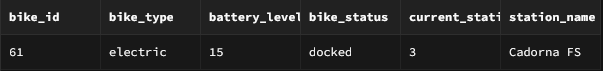 bike_id bike_type battery_level bike_status current_stati station_name
61 electric 15 docked 3 Cadorna FS